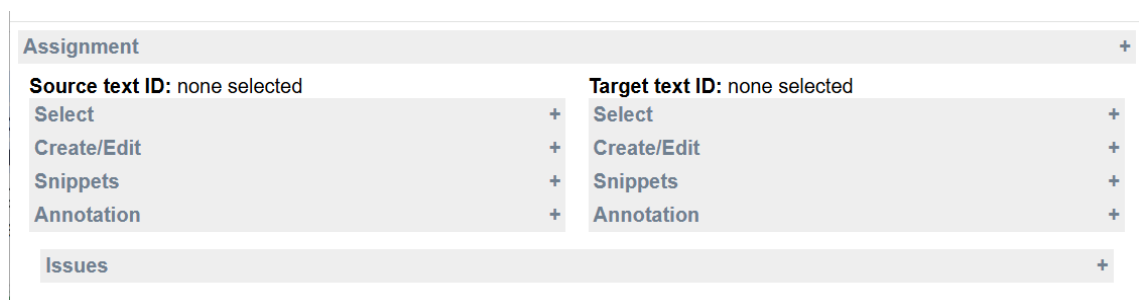 Assignment +
Source text ID: none selected
Select +
Create/Edit +
Snippets +
Annotation +
Target text ID: none selected
Select +
Create/Edit +
Snippets +
Annotation +
Issues +